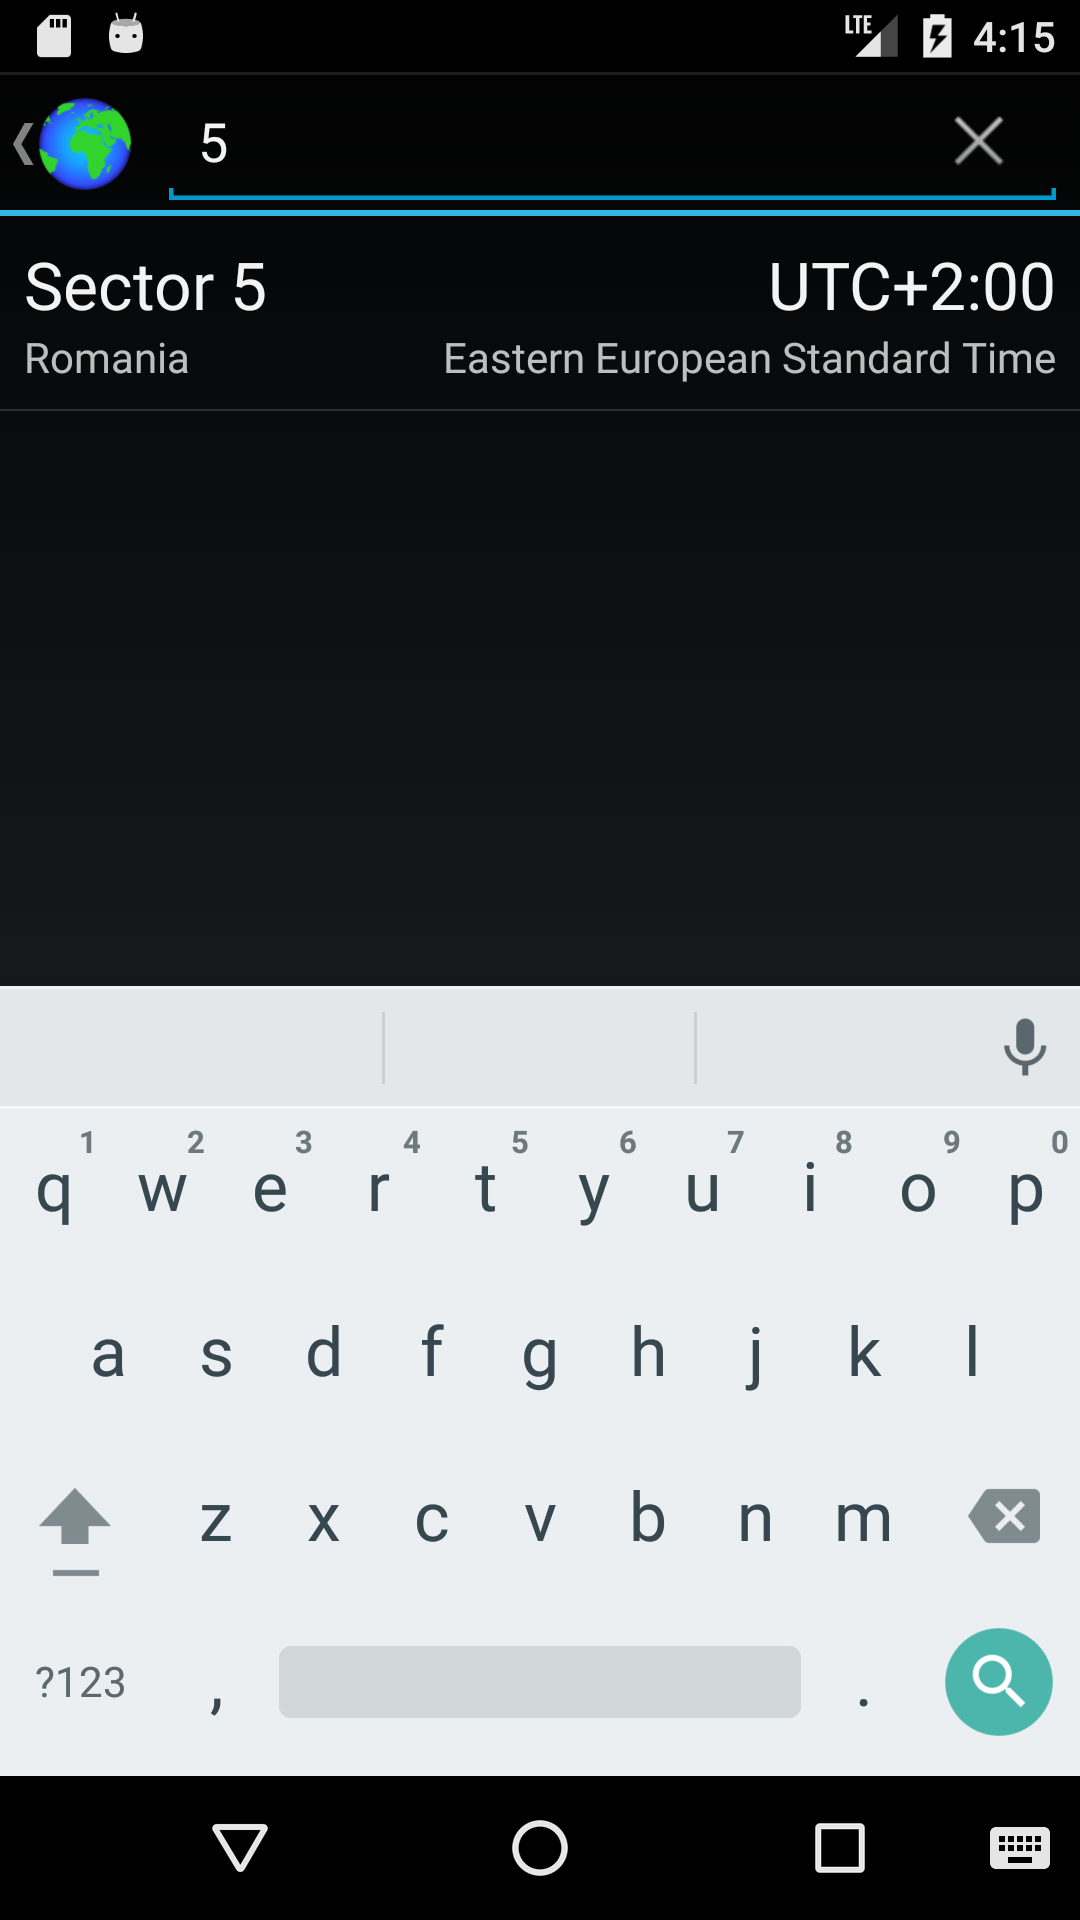 LTE 4:15
5
Sector 5 UTC+2:00
Romania Eastern European Standard Time
1 2 3 4 5 6 7 8 9 0
q w e r t y u i o p
a s d f g h j k l
z x c v b n m
?123 , .